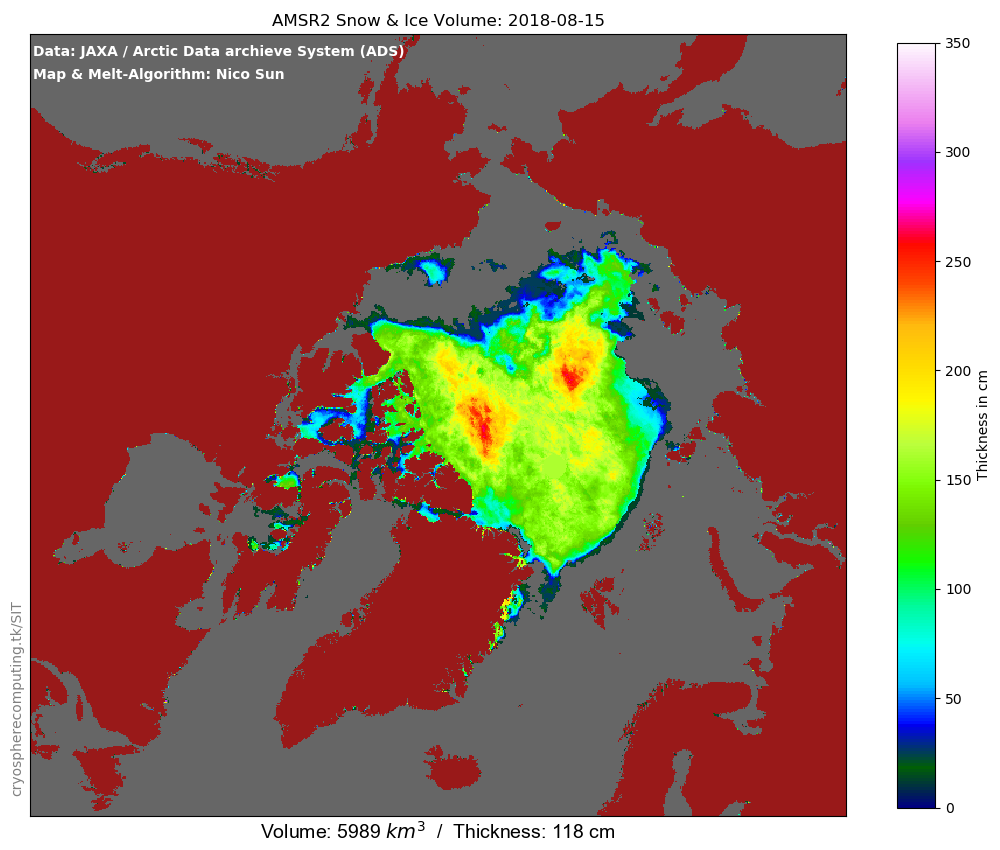 AMSR2 Snow & Ice Volume: 2018-08-15
Data: JAXA / Arctic Data archieve System (ADS)
Map & Melt-Algorithm: Nico Sun
350
300
250
200
150
100
50
0
Thickness in cm
cryospherecomputing.tk/SIT
Volume: 5989 km³ / Thickness: 118 cm